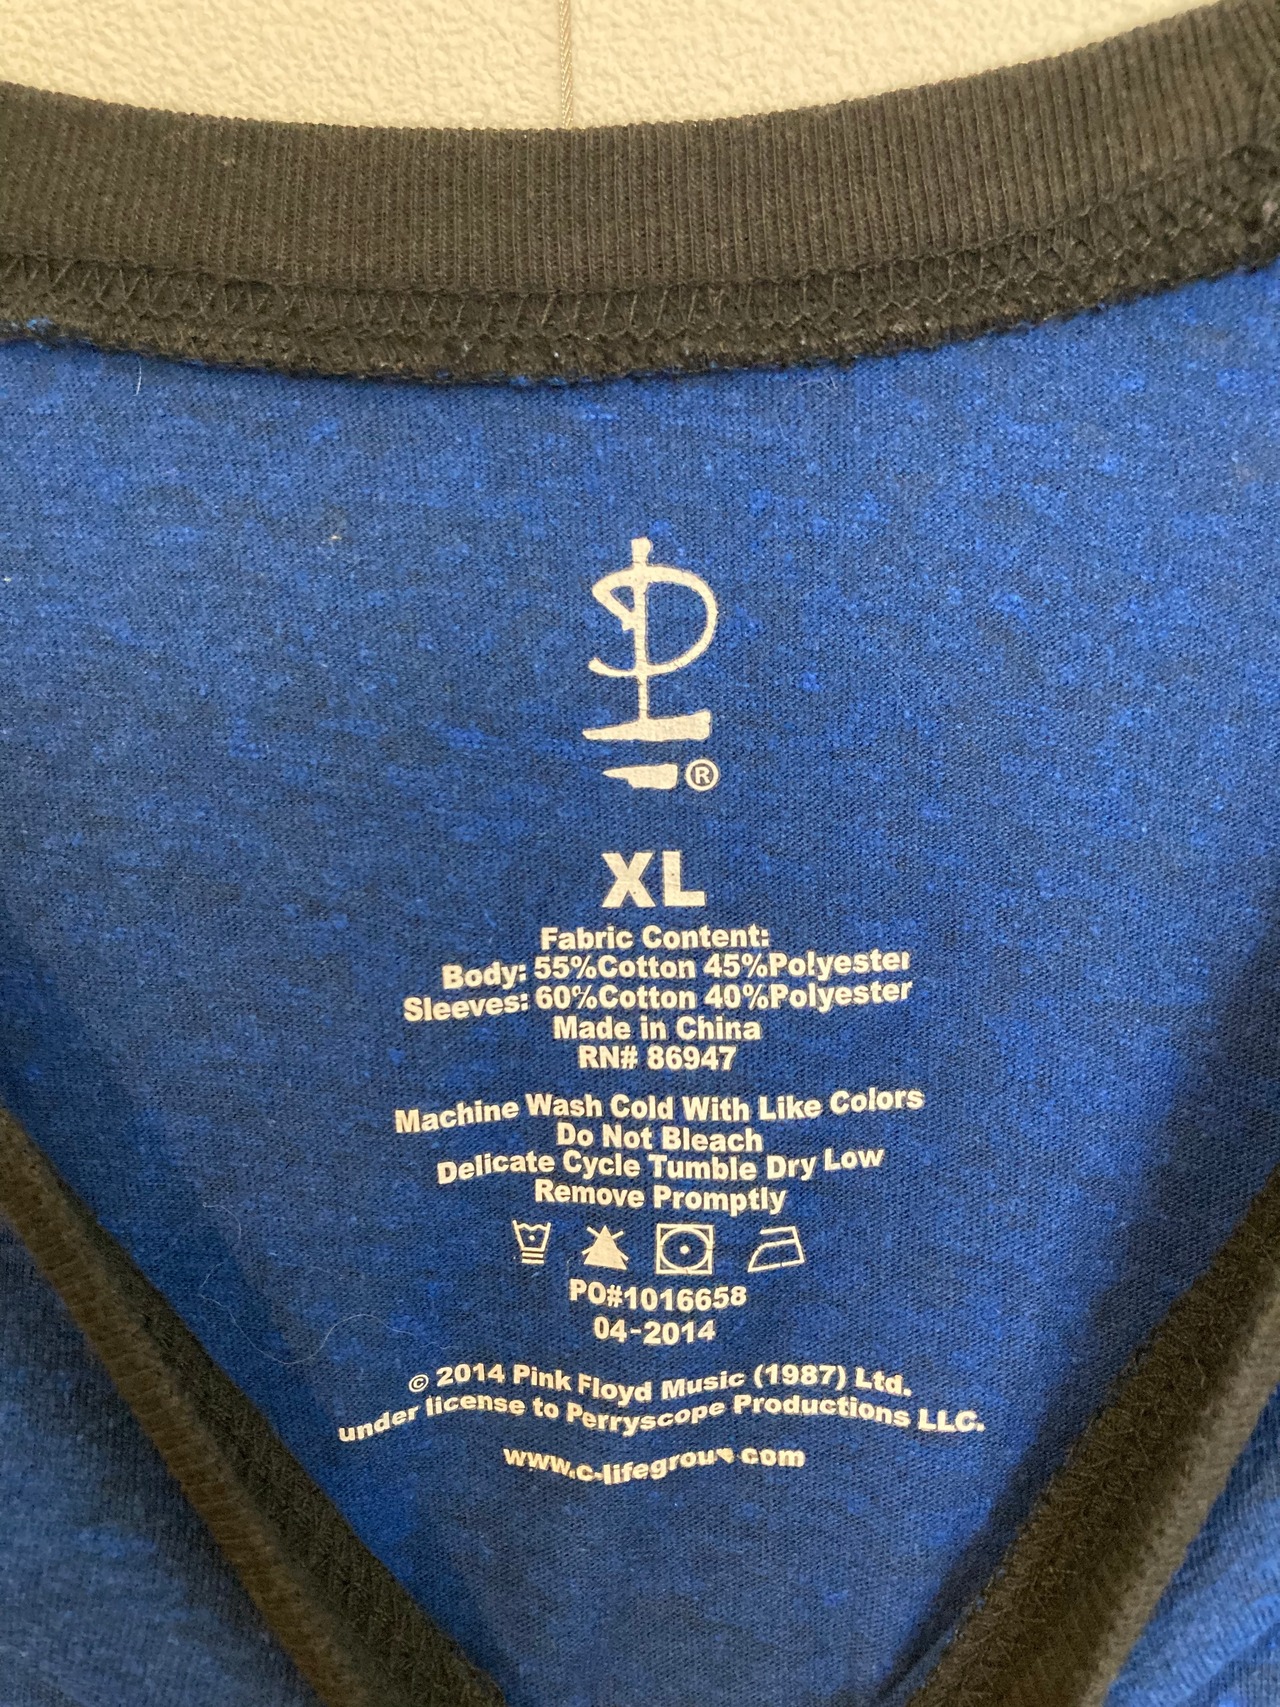 ®
XL
Fabric Content:
Body: 55%Cotton 45%Polyester
Sleeves: 60%Cotton 40%Polyester
Made in China
RN# 86947
Machine Wash Cold With Like Colors
Do Not Bleach
Delicate Cycle Tumble Dry Low
Remove Promptly
PO#1016658
04-2014
© 2014 Pink Floyd Music (1987) Ltd.
under license to Perryscope Productions LLC.
www.c-lifegroup.com